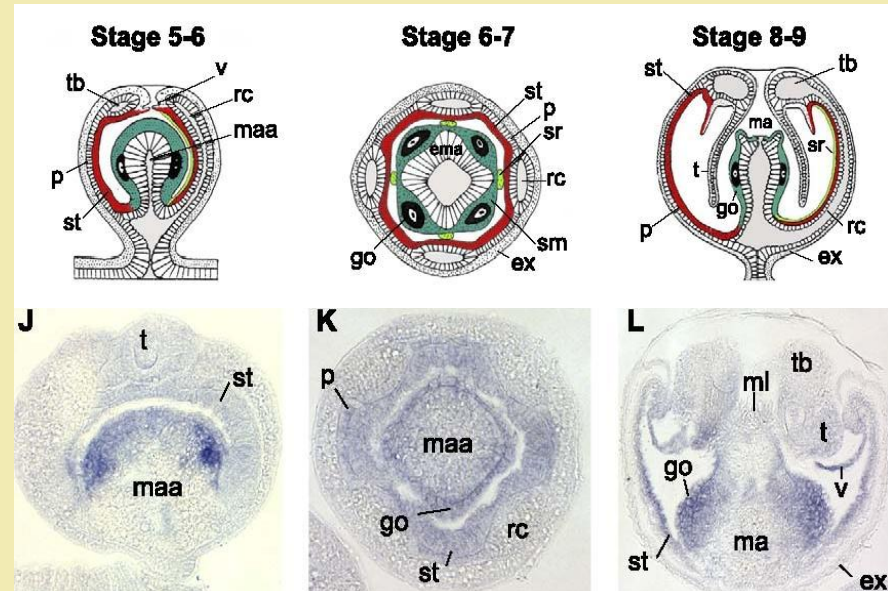 Stage 5-6
Stage 6-7
Stage 8-9
tb
v
rc
maa
p
st
st
p
sr
ema
rc
go
sm
ex
st
tb
ma
sr
t
go
rc
p
ex
J
t
st
maa
K
p
maa
go
rc
st
L
ml
tb
t
go
v
ma
st
ex